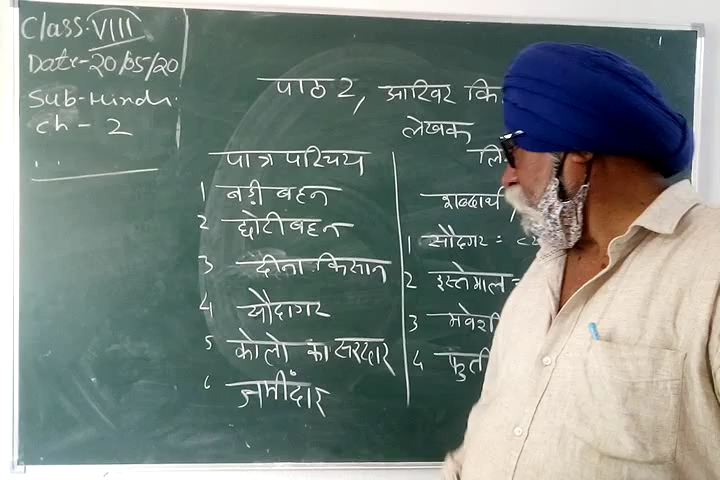 Class: VIII
Date - 20/05/20
Sub - Hindi.
Ch - 2
पाठ 2, आखिर कि
लेखक
लि
पात्र परिचय
1 बड़ी बहन
2 छोटी बहन
3 दीना किसान
4 सौदागर
5 कोलो का सरदार
6 जमींदार
शब्दार्थ
1 सौदागर =
2 इस्तेमाल =
3 मवेशी
4 फुर्ती